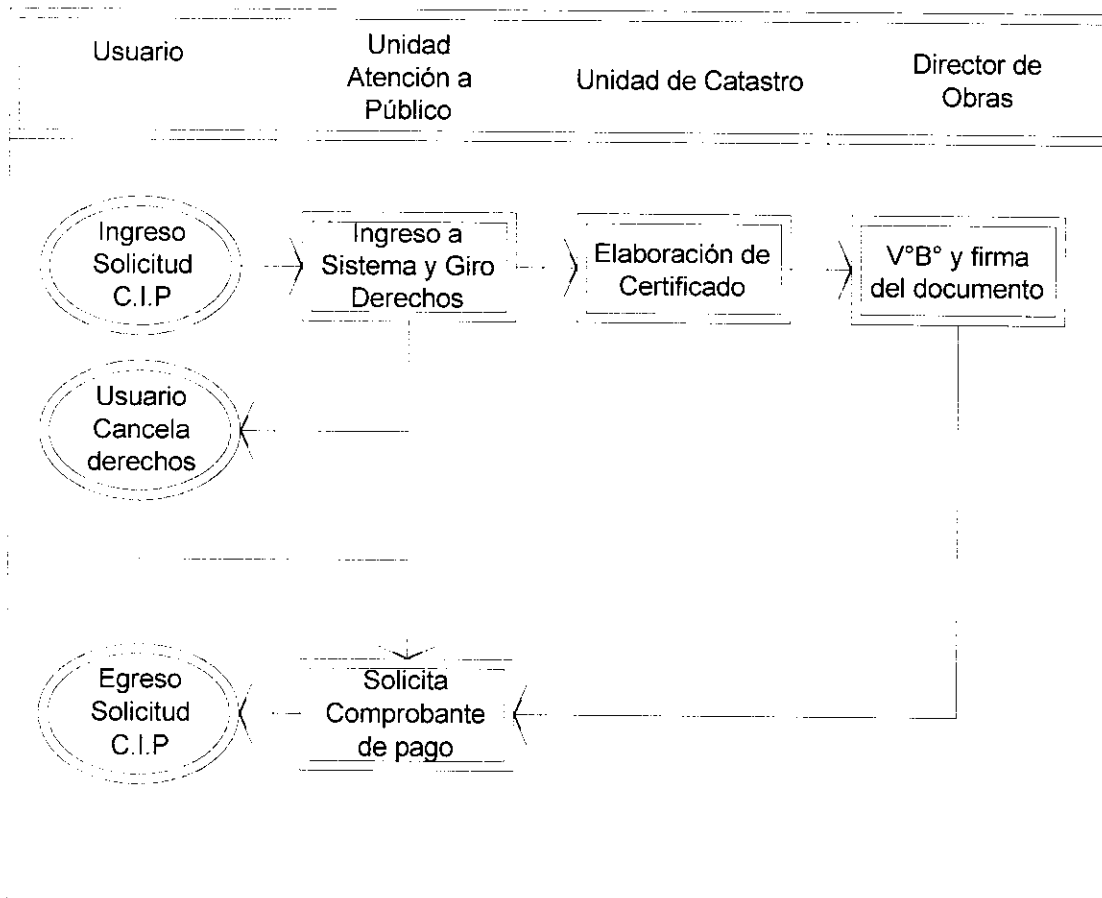 Usuario
Unidad
Atención a
Público
Unidad de Catastro
Director de
Obras
Ingreso
Solicitud
C.I.P
Ingreso a
Sistema y Giro
Derechos
Elaboración de
Certificado
V°B° y firma
del documento
Usuario
Cancela
derechos
Egreso
Solicitud
C.I.P
Solicita
Comprobante
de pago